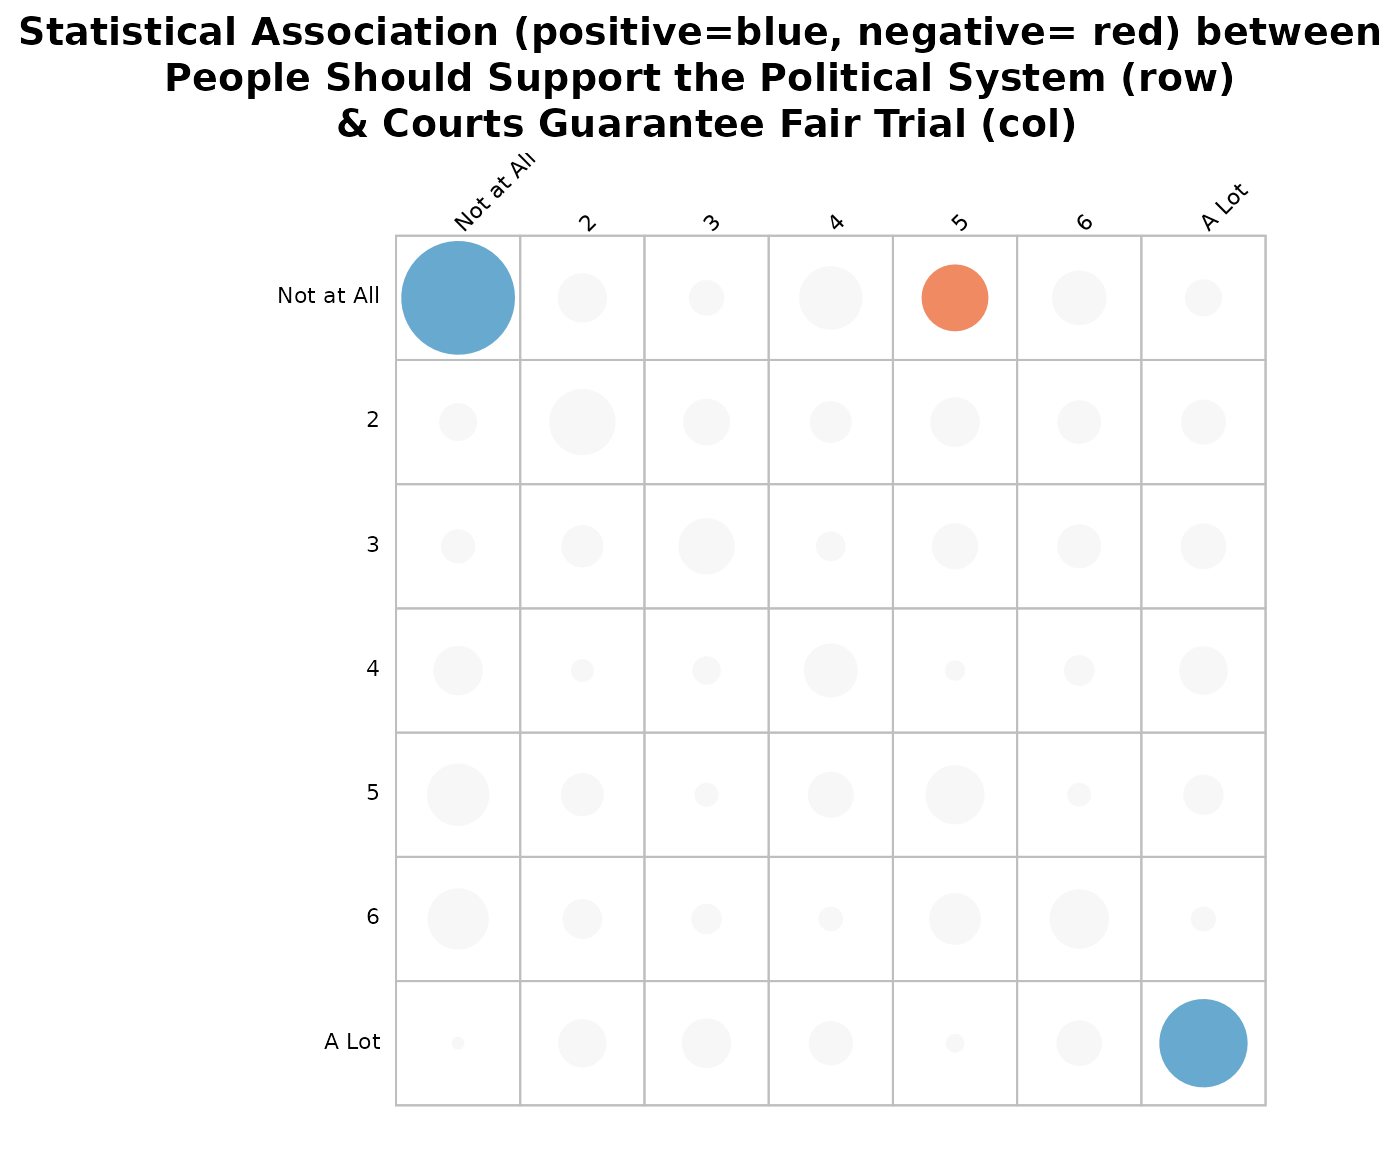 Statistical Association (positive=blue, negative= red) between
People Should Support the Political System (row)
& Courts Guarantee Fair Trial (col)
Not at All 2 3 4 5 6 A Lot
Not at All
2
3
4
5
6
A Lot